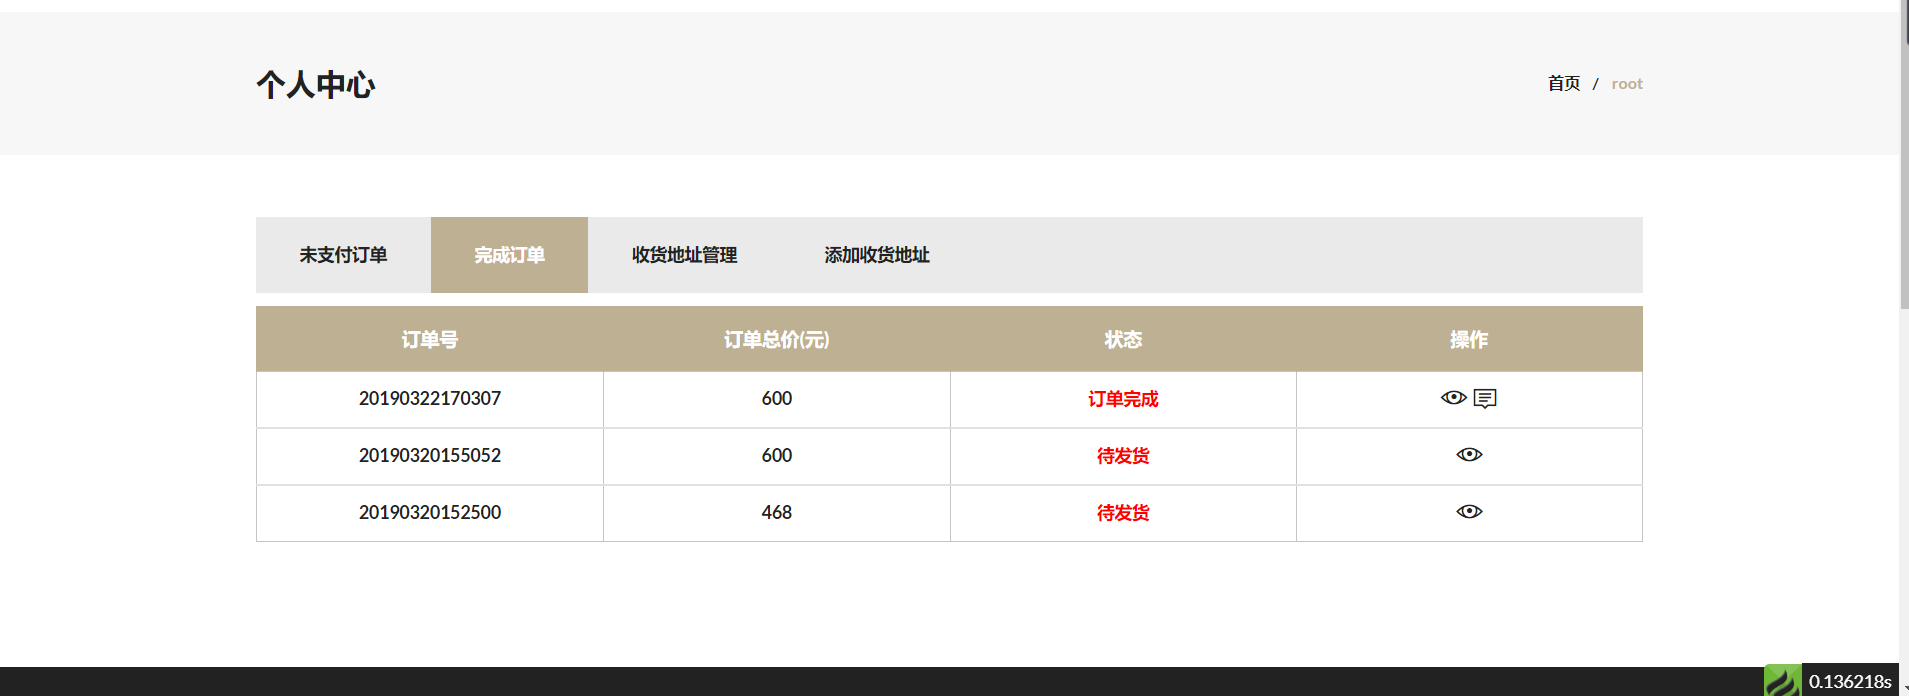 个人中心
首页 / root
未支付订单 完成订单 收货地址管理 添加收货地址
订单号 订单总价(元) 状态 操作
20190322170307 600 订单完成
20190320155052 600 待发货
20190320152500 468 待发货
0.136218s